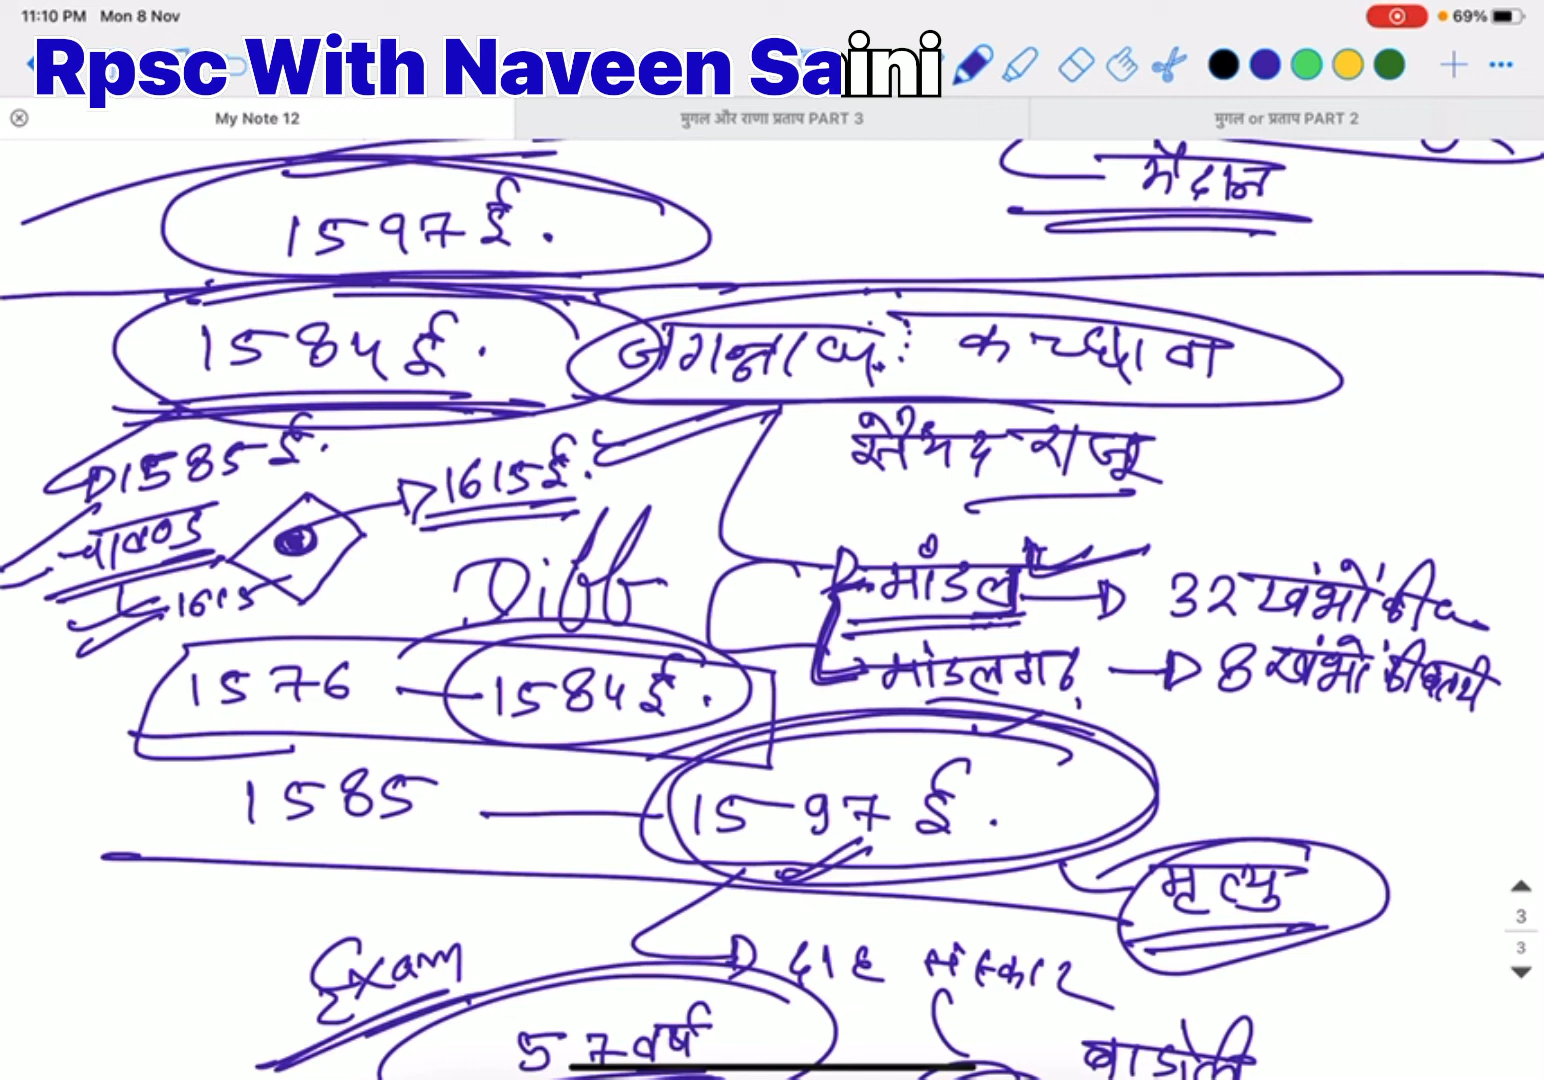 11:10 PM Mon 8 Nov
69%
Rpsc With Naveen Saini
My Note 12
मुगल और राणा प्रताप PART 3
मुगल or प्रताप PART 2
मैदान
1597 ई.
1584 ई. जगन्नाथ कच्छावा
सैयद राजू
1585 ई.
1615 ई.
चावण्ड
1615
Diff
मांडल 32 खंभों की
मांडलगढ़ 8 खंभों की छतरी
1576 — 1584 ई.
1585 — 1597 ई.
मृत्यु
Exam
दाह संस्कार
57 वर्ष
बाडोली
3
3